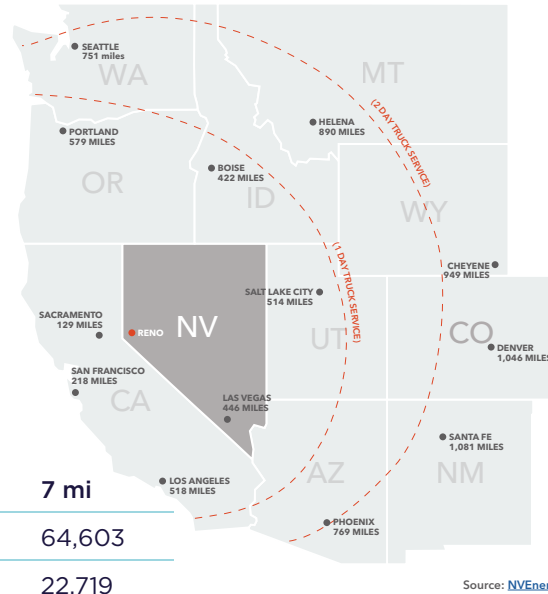 SEATTLE
751 miles
WA
MT
(2 DAY TRUCK SERVICE)
HELENA
890 MILES
PORTLAND
579 MILES
BOISE
422 MILES
OR
ID
WY
(1 DAY TRUCK SERVICE)
CHEYENE
949 MILES
SALT LAKE CITY
514 MILES
SACRAMENTO
129 MILES
RENO
NV
UT
CO
DENVER
1,046 MILES
SAN FRANCISCO
218 MILES
CA
LAS VEGAS
446 MILES
SANTA FE
1,081 MILES
AZ
NM
LOS ANGELES
518 MILES
PHOENIX
769 MILES
7 mi
64,603
22,719
Source: NVEner